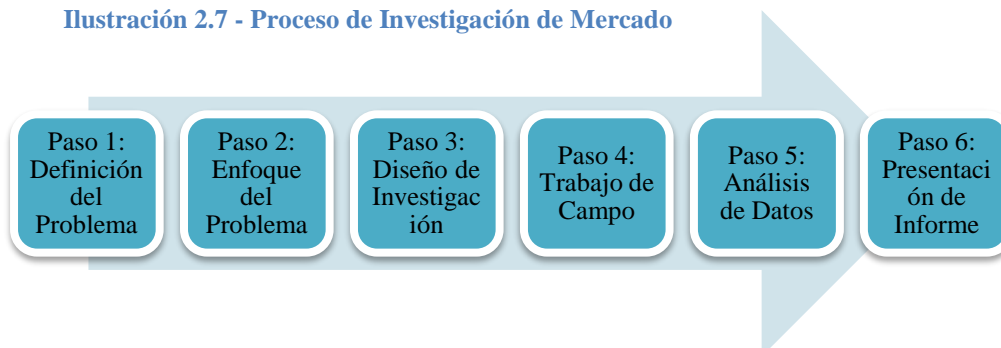 Ilustración 2.7 - Proceso de Investigación de Mercado
Paso 1:
Definición
del
Problema
Paso 2:
Enfoque
del
Problema
Paso 3:
Diseño de
Investigac
ión
Paso 4:
Trabajo de
Campo
Paso 5:
Análisis
de Datos
Paso 6:
Presentaci
ón de
Informe